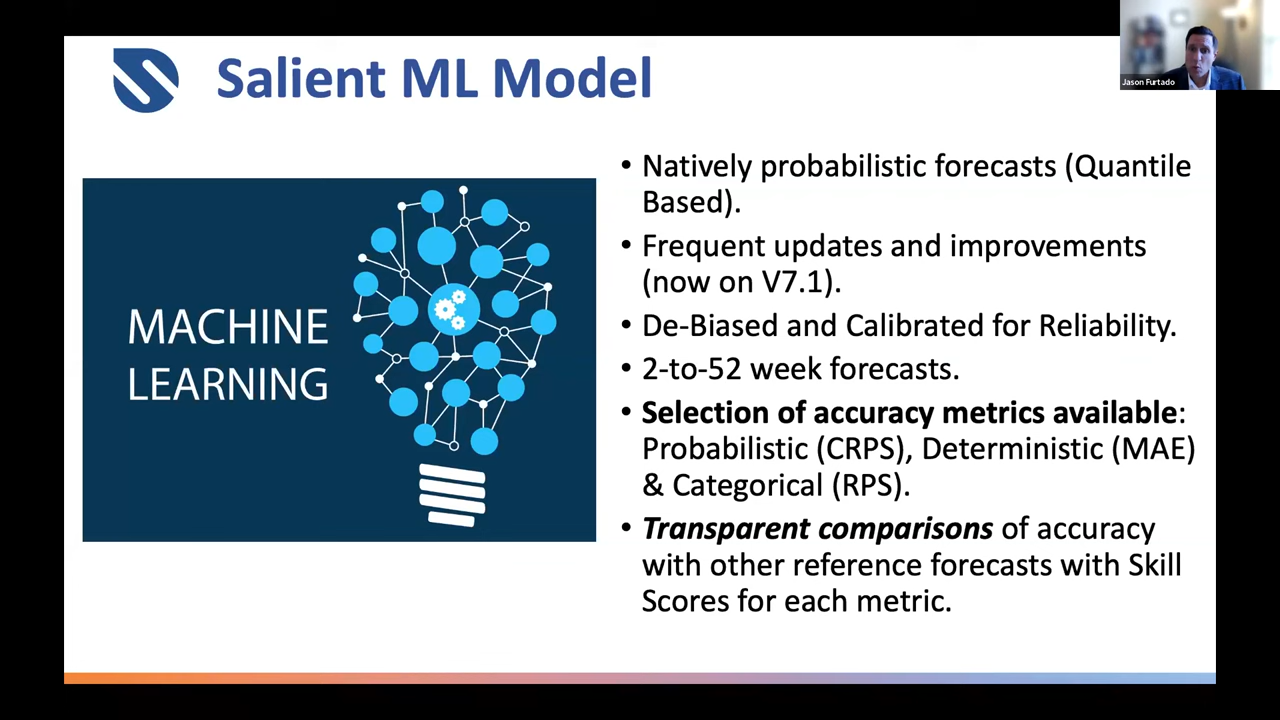 Salient ML Model
Jason Furtado
MACHINE
LEARNING
• Natively probabilistic forecasts (Quantile
Based).
• Frequent updates and improvements
(now on V7.1).
• De-Biased and Calibrated for Reliability.
• 2-to-52 week forecasts.
• Selection of accuracy metrics available:
Probabilistic (CRPS), Deterministic (MAE)
& Categorical (RPS).
• Transparent comparisons of accuracy
with other reference forecasts with Skill
Scores for each metric.